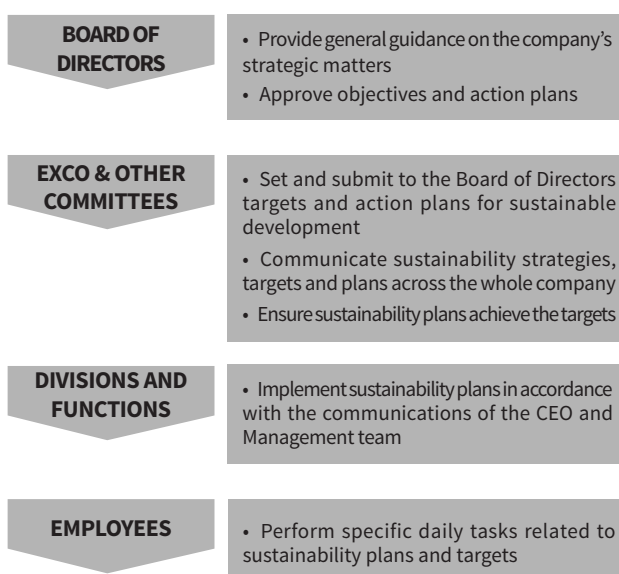 BOARD OF
DIRECTORS
• Provide general guidance on the company's
strategic matters
• Approve objectives and action plans
EXCO & OTHER
COMMITTEES
• Set and submit to the Board of Directors
targets and action plans for sustainable
development
• Communicate sustainability strategies,
targets and plans across the whole company
• Ensure sustainability plans achieve the targets
DIVISIONS AND
FUNCTIONS
• Implement sustainability plans in accordance
with the communications of the CEO and
Management team
EMPLOYEES
• Perform specific daily tasks related to
sustainability plans and targets